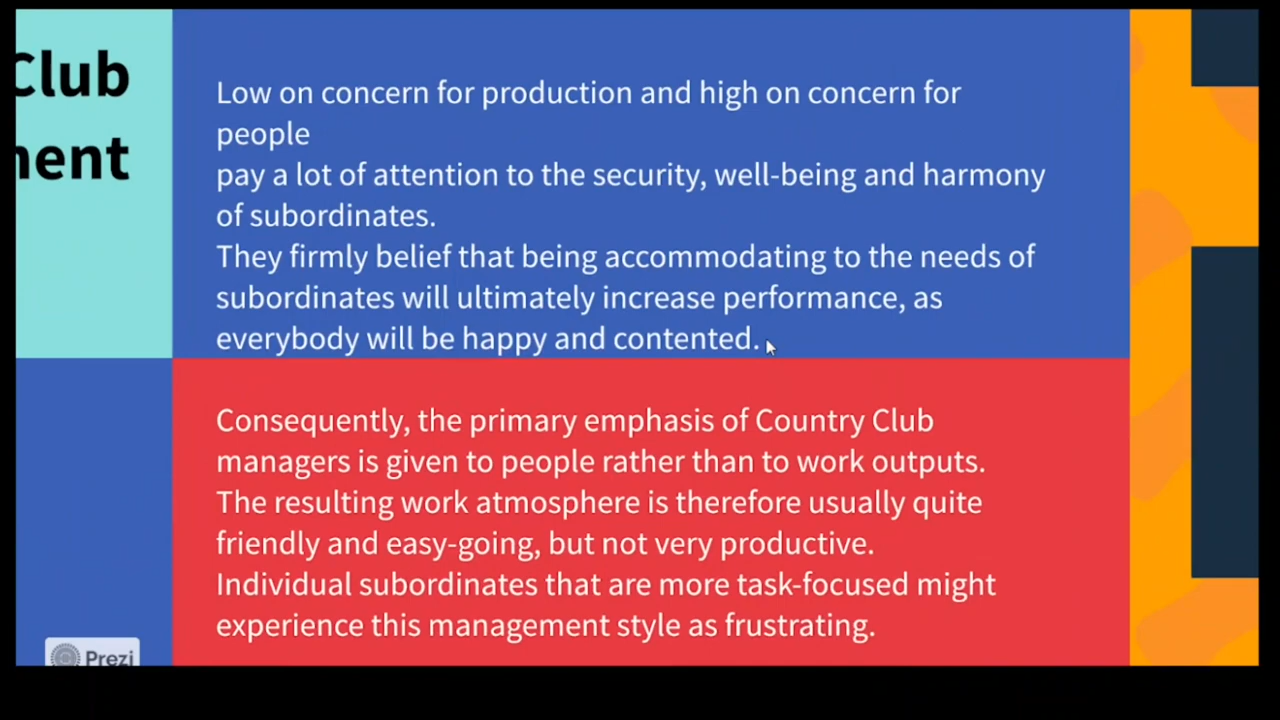 Club
ment
Low on concern for production and high on concern for
people
pay a lot of attention to the security, well-being and harmony
of subordinates.
They firmly belief that being accommodating to the needs of
subordinates will ultimately increase performance, as
everybody will be happy and contented.
Consequently, the primary emphasis of Country Club
managers is given to people rather than to work outputs.
The resulting work atmosphere is therefore usually quite
friendly and easy-going, but not very productive.
Individual subordinates that are more task-focused might
experience this management style as frustrating.
Prezi